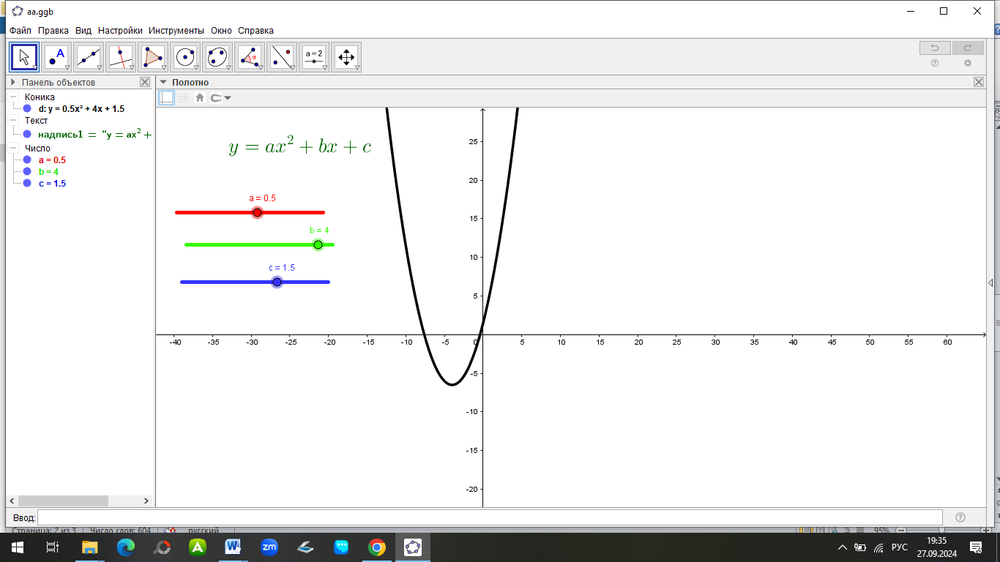 aa.ggb
Файл Правка Вид Настройки Инструменты Окно Справка
A α a = 2
Панель объектов
Полотно
Коника
d: y = 0.5x² + 4x + 1.5
Текст
надпись1 = “y = ax² +
Число
a = 0.5
b = 4
c = 1.5
y = ax² + bx + c
a = 0.5
b = 4
c = 1.5
25
20
15
10
5
-40 -35 -30 -25 -20 -15 -10 -5 0 5 10 15 20 25 30 35 40 45 50 55 60
-5
-10
-15
-20
Ввод:
Страница: 2 из 3 Число слов: 604 русский 95%
W zm РУС 19:35
27.09.2024